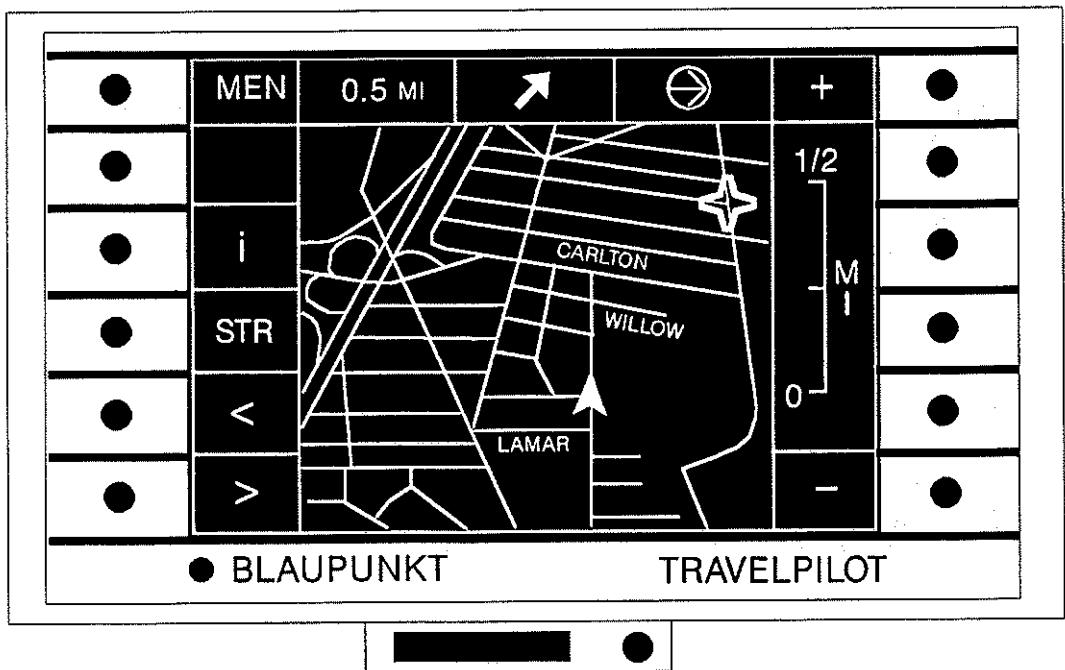 MEN 0.5 MI +
1/2
i
CARLTON
MI
STR
WILLOW
<
0
LAMAR
>
-
BLAUPUNKT TRAVELPILOT